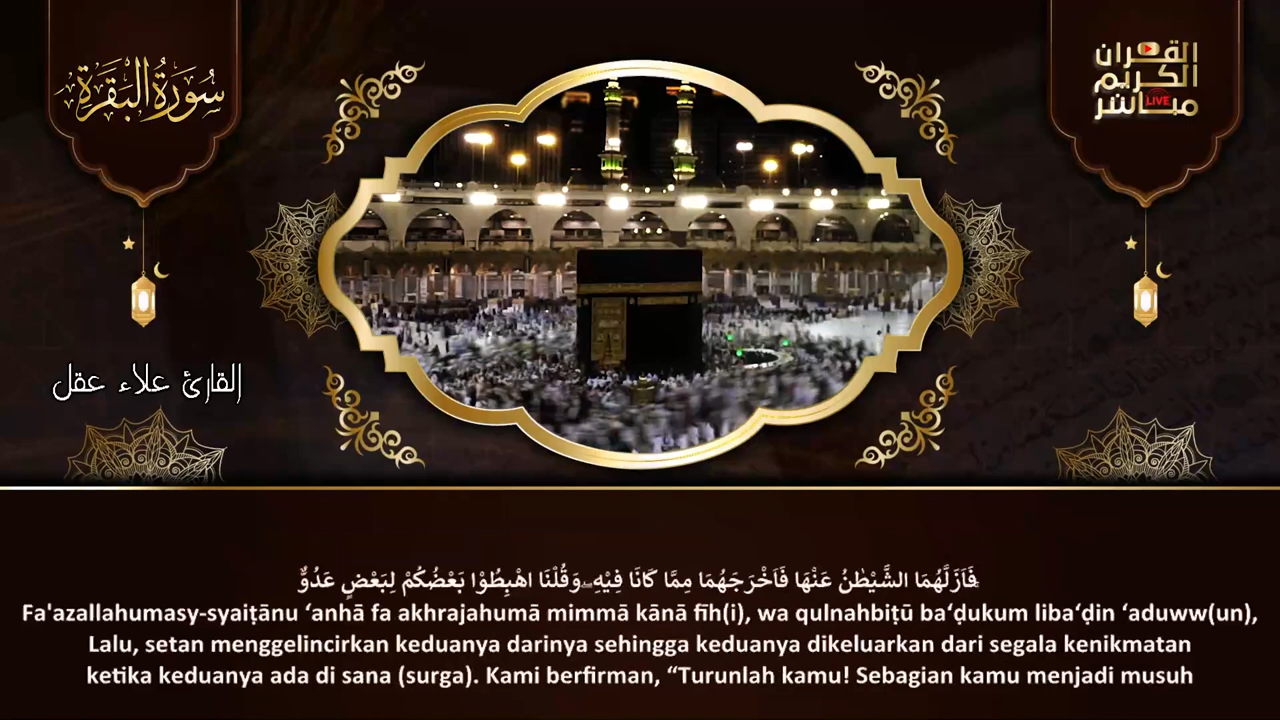 سُورَةُ البَقَرَة
القرآن
الكريم
مباشر
LIVE
القارئ علاء عقل
فَاَزَلَّهُمَا الشَّيْطٰنُ عَنْهَا فَاَخْرَجَهُمَا مِمَّا كَانَا فِيْهِ ۖ وَقُلْنَا اهْبِطُوْا بَعْضُكُمْ لِبَعْضٍ عَدُوٌّ
Fa'azallahumasy-syaiṭānu ‘anhā fa akhrajahumā mimmā kānā fīh(i), wa qulnahbiṭū ba‘ḍukum liba‘ḍin ‘aduww(un),
Lalu, setan menggelincirkan keduanya darinya sehingga keduanya dikeluarkan dari segala kenikmatan
ketika keduanya ada di sana (surga). Kami berfirman, “Turunlah kamu! Sebagian kamu menjadi musuh